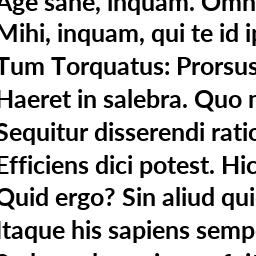 Age sane, inquam. Omn
Mihi, inquam, qui te id ip
Tum Torquatus: Prorsus
Haeret in salebra. Quo n
Sequitur disserendi ratio
Efficiens dici potest. Hic
Quid ergo? Sin aliud qui
Itaque his sapiens semp